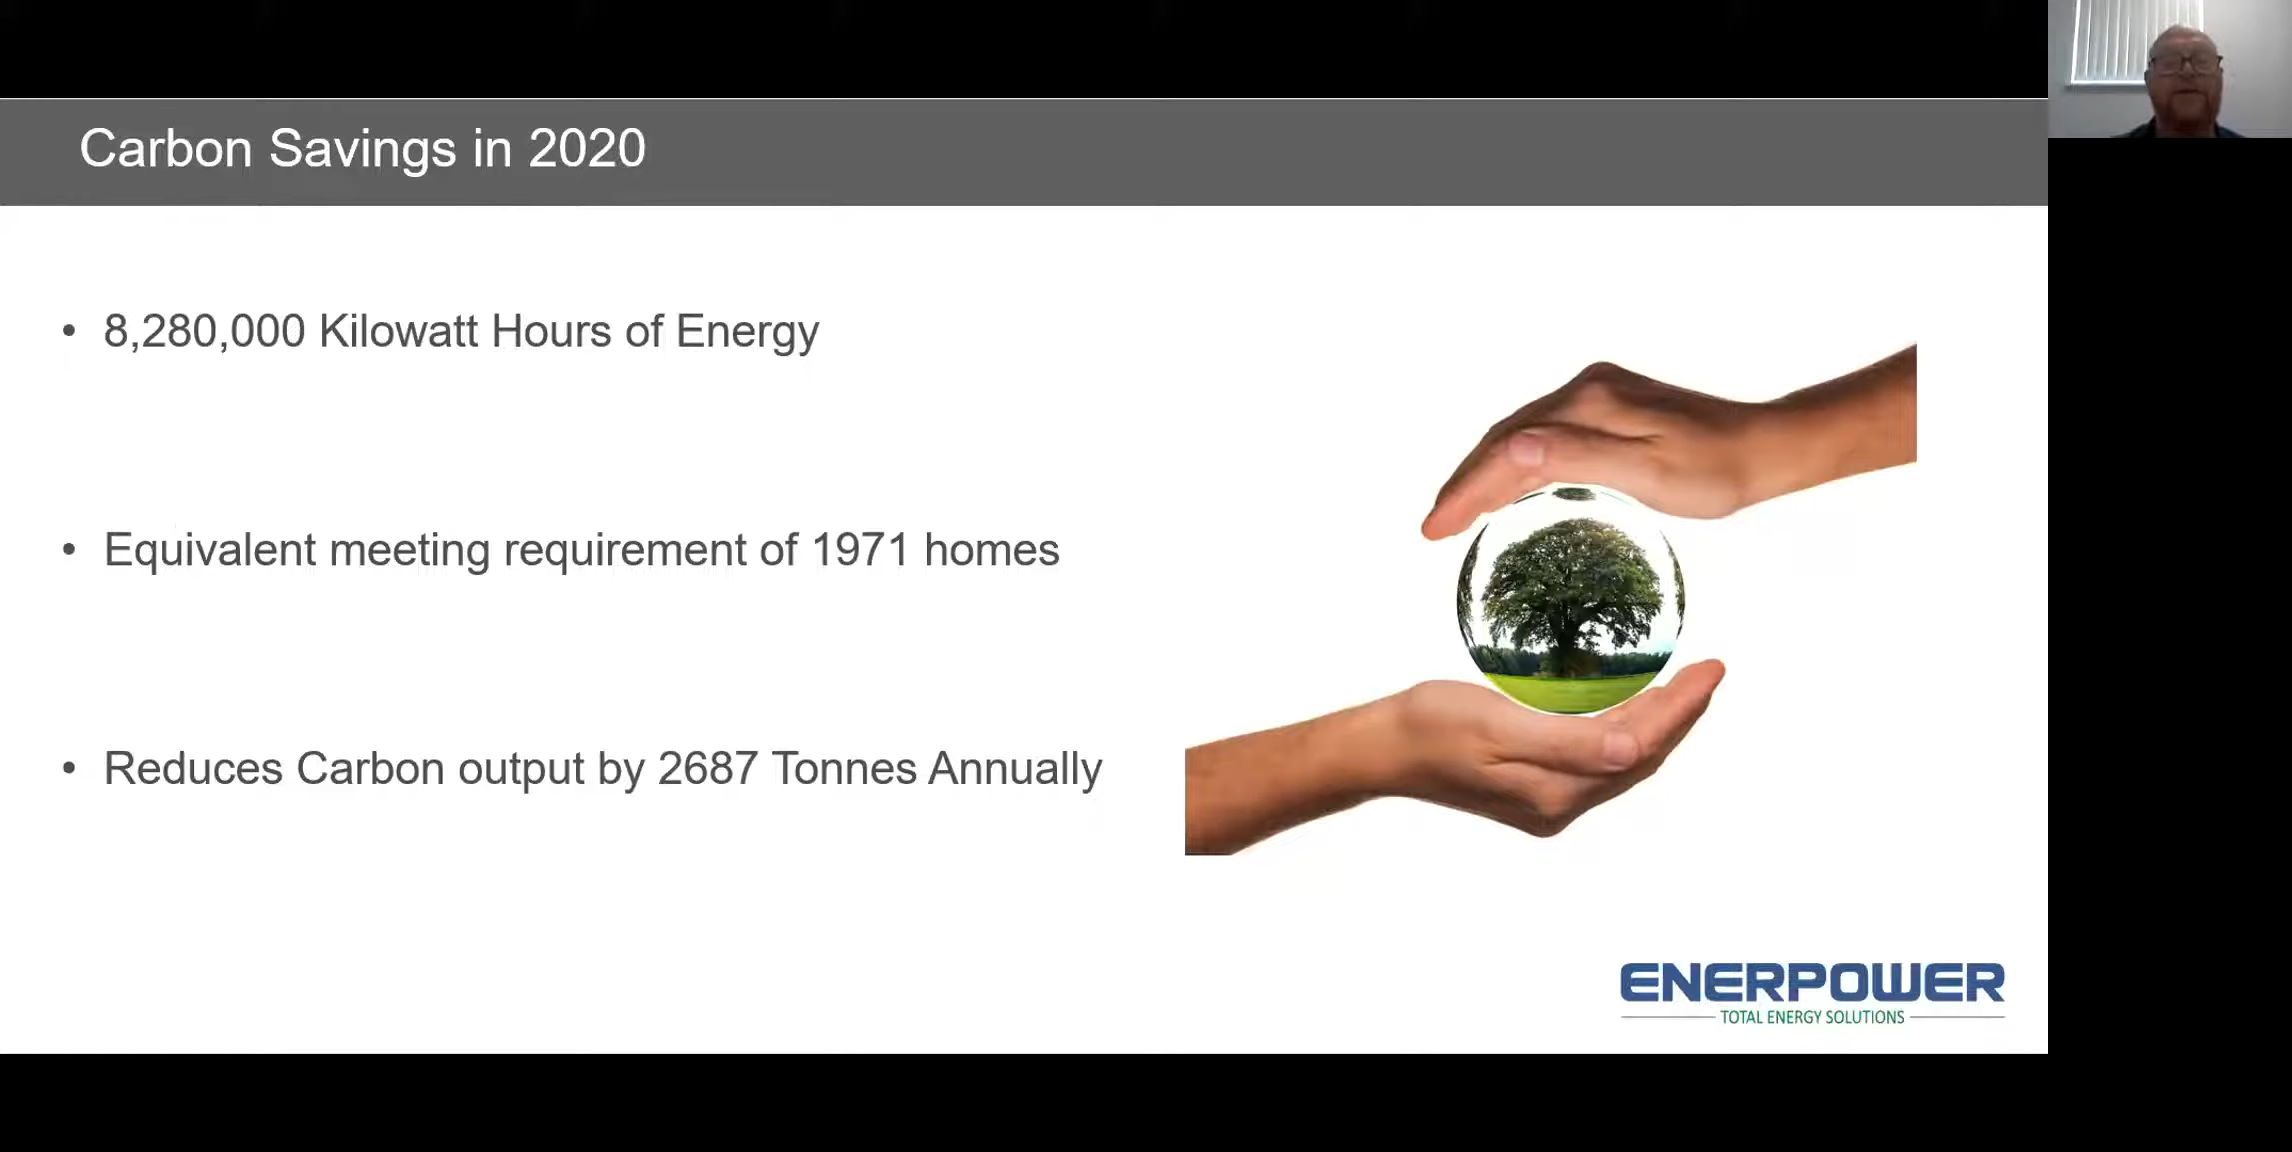 Carbon Savings in 2020
• 8,280,000 Kilowatt Hours of Energy
• Equivalent meeting requirement of 1971 homes
• Reduces Carbon output by 2687 Tonnes Annually
ENERPOWER
TOTAL ENERGY SOLUTIONS